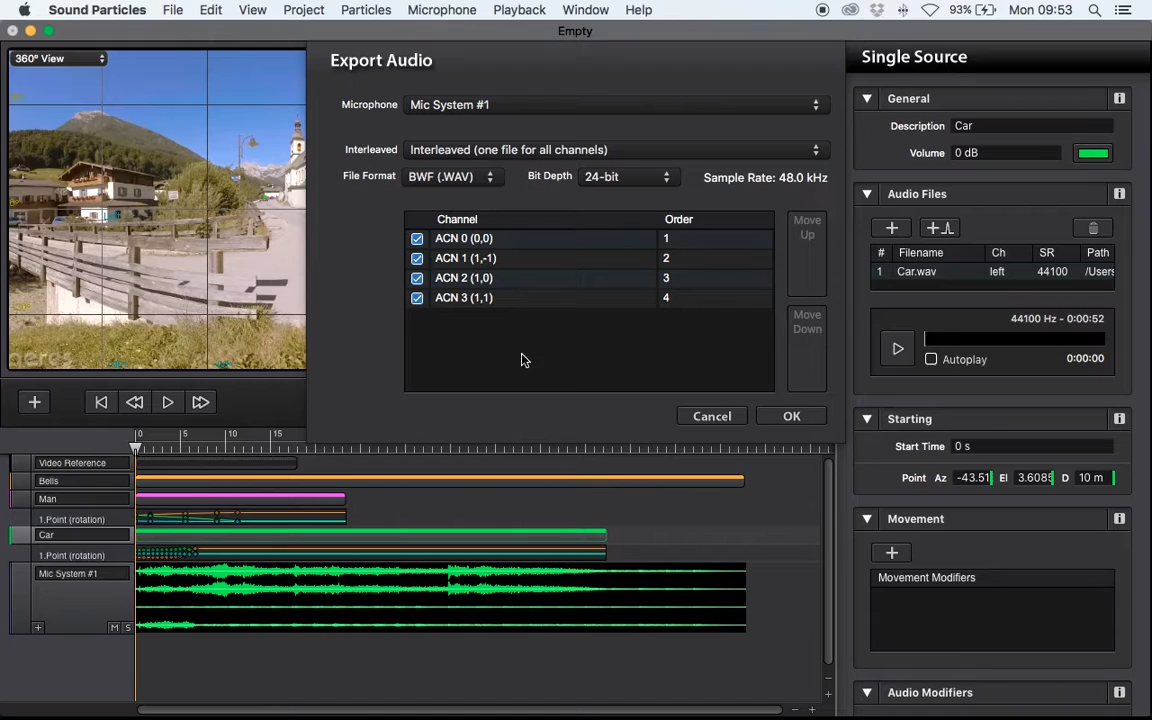 Sound Particles File Edit View Project Particles Microphone Playback Window Help 93% Mon 09:53
Empty
360° View
Export Audio
Microphone Mic System #1
Interleaved Interleaved (one file for all channels)
File Format BWF (.WAV) Bit Depth 24-bit Sample Rate: 48.0 kHz
Channel Order
ACN 0 (0,0) 1
ACN 1 (1,-1) 2
ACN 2 (1,0) 3
ACN 3 (1,1) 4
Move Up
Move Down
Cancel OK
Single Source
General
Description Car
Volume 0 dB
Audio Files
# Filename Ch SR Path
1 Car.wav left 44100 /Users
44100 Hz - 0:00:52
Autoplay 0:00:00
Starting
Start Time 0 s
Point Az -43.51 El 3.6085 D 10 m
Movement
Movement Modifiers
Audio Modifiers
0 5 10 15
Video Reference
Bells
Man
1.Point (rotation)
Car
1.Point (rotation)
Mic System #1
M S